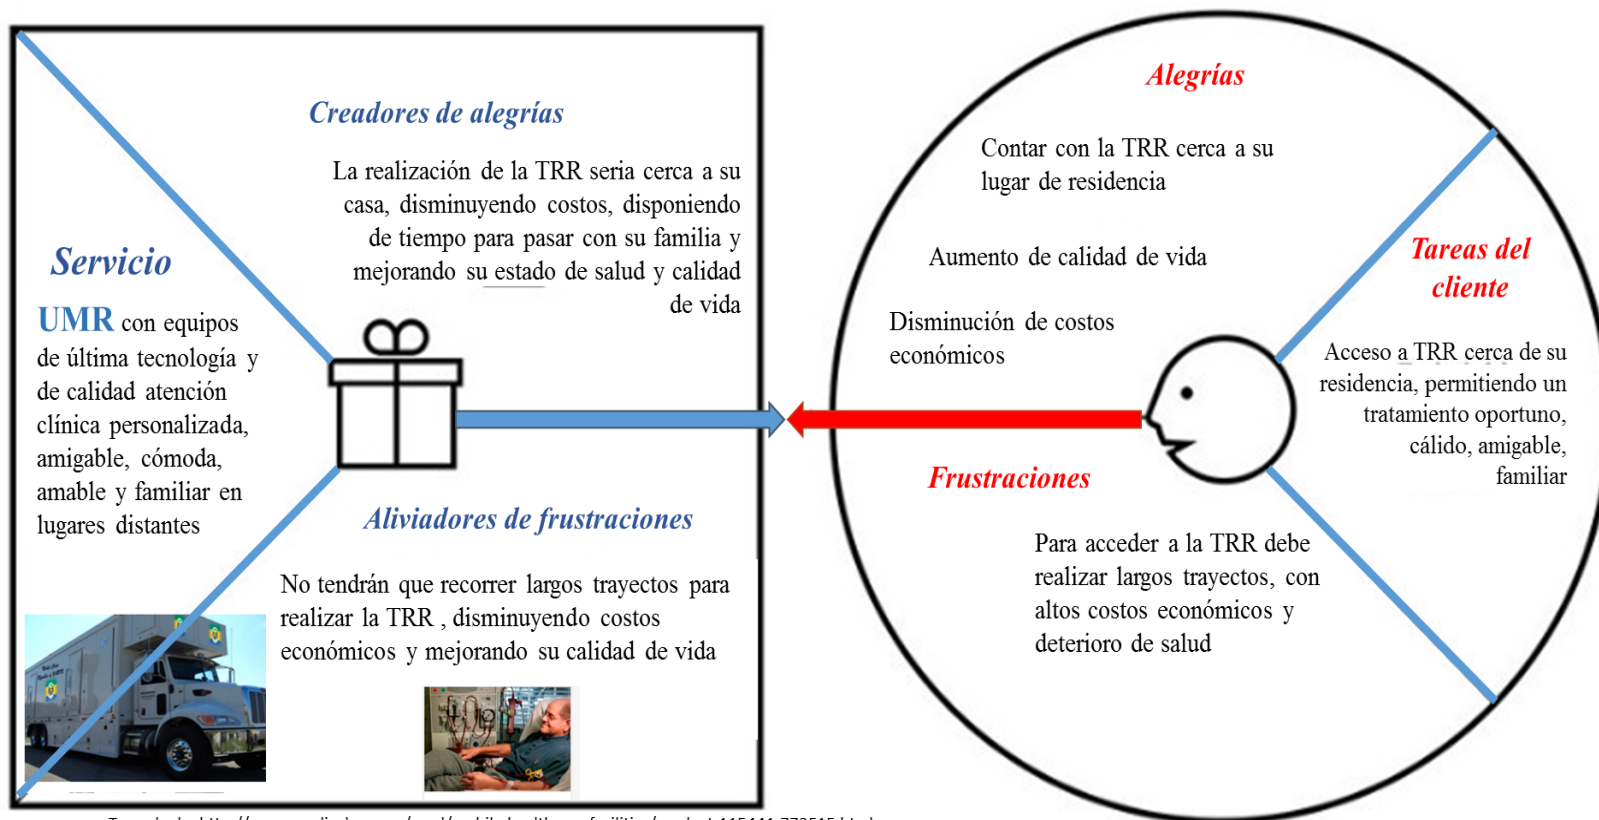 Creadores de alegrías
La realización de la TRR seria cerca a su
casa, disminuyendo costos, disponiendo
de tiempo para pasar con su familia y
mejorando su estado de salud y calidad
de vida
Servicio
UMR con equipos
de última tecnología y
de calidad atención
clínica personalizada,
amigable, cómoda,
amable y familiar en
lugares distantes
Aliviadores de frustraciones
No tendrán que recorrer largos trayectos para
realizar la TRR , disminuyendo costos
económicos y mejorando su calidad de vida
Alegrías
Contar con la TRR cerca a su
lugar de residencia
Aumento de calidad de vida
Disminución de costos
económicos
Tareas del
cliente
Acceso a TRR cerca de su
residencia, permitiendo un
tratamiento oportuno,
cálido, amigable,
familiar
Frustraciones
Para acceder a la TRR debe
realizar largos trayectos, con
altos costos económicos y
deterioro de salud